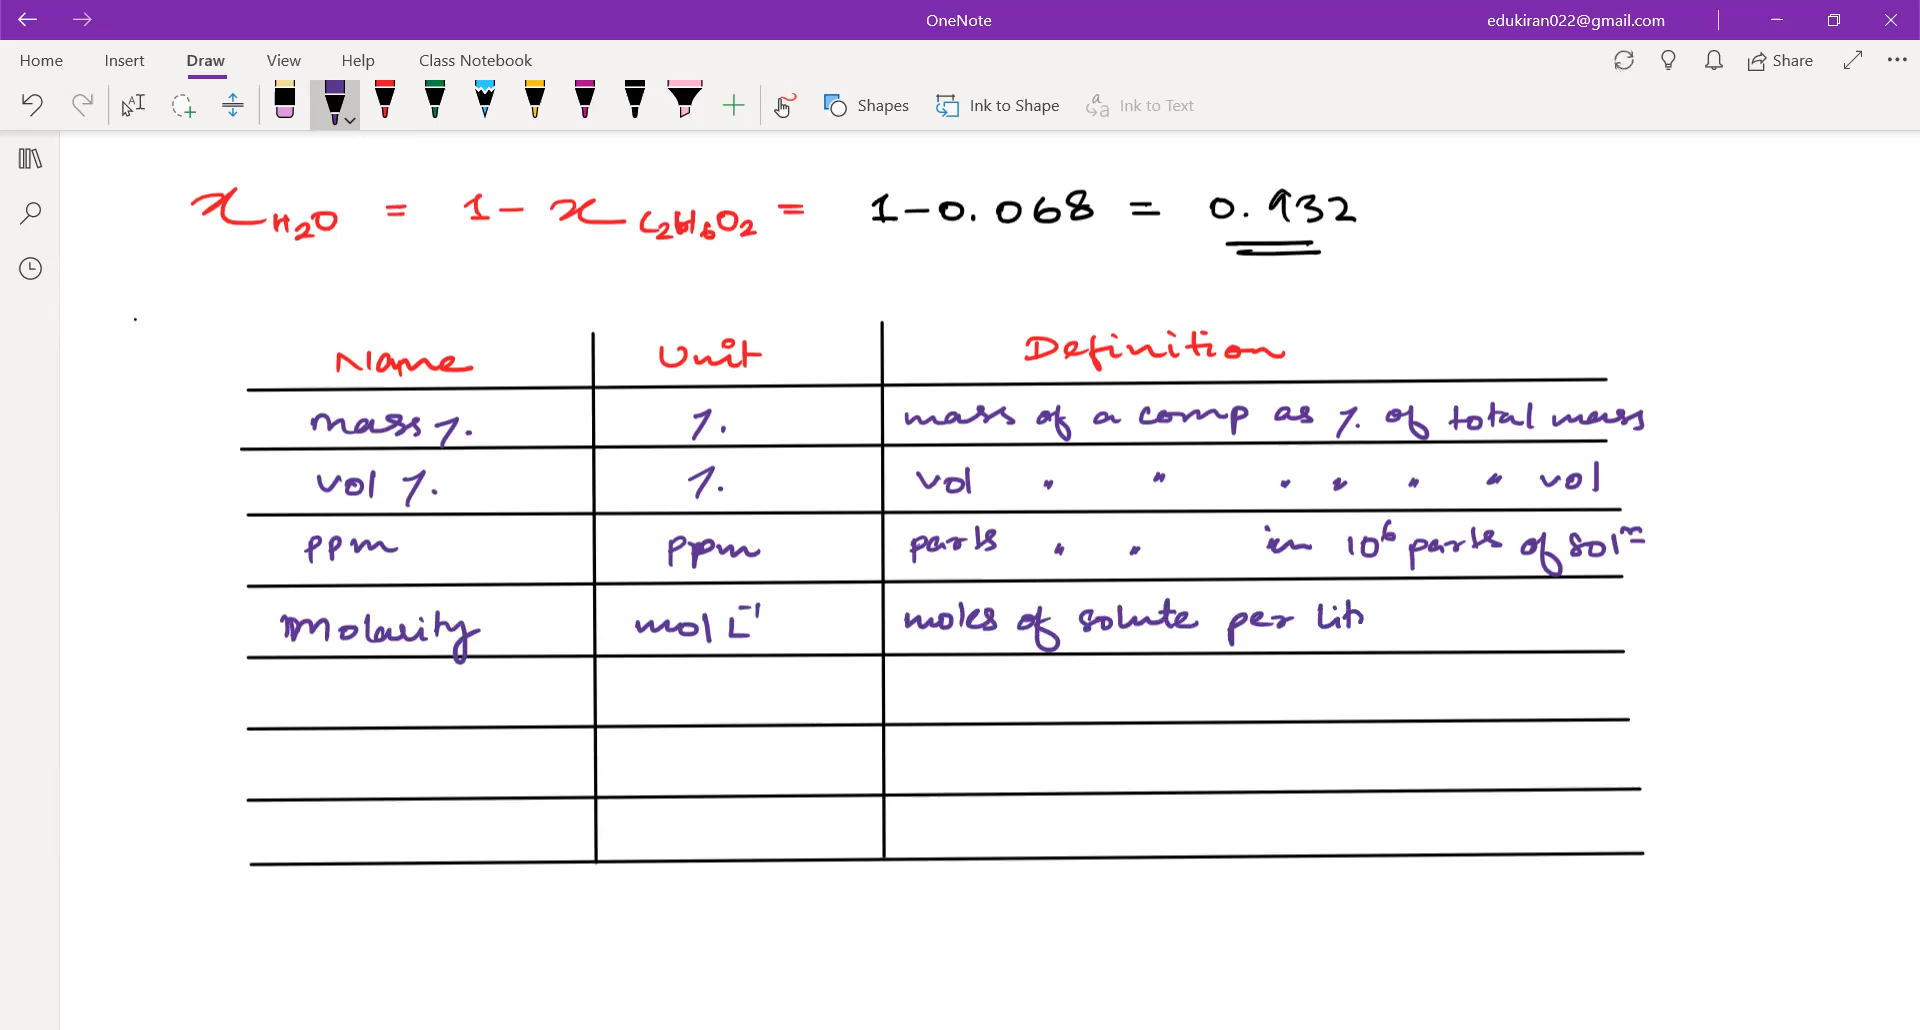 OneNote
edukiran022@gmail.com
Home Insert Draw View Help Class Notebook Share
Shapes Ink to Shape Ink to Text
x H2O = 1 - x C2H6O2 = 1-0.068 = 0.932
Name Unit Definition
mass %. %. mass of a comp as %. of total mass
vol %. %. vol " " " " " " vol
ppm ppm parts " " in 10⁶ parts of solⁿ
Molarity mol L⁻¹ moles of solute per lit